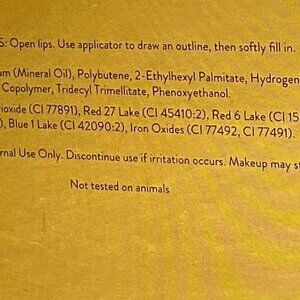 S: Open lips. Use applicator to draw an outline, then softly fill in.
um (Mineral Oil), Polybutene, 2-Ethylhexyl Palmitate, Hydrogen
Copolymer, Tridecyl Trimellitate, Phenoxyethanol.
ioxide (CI 77891), Red 27 Lake (CI 45410:2), Red 6 Lake (CI 15
), Blue 1 Lake (CI 42090:2), Iron Oxides (CI 77492, CI 77491).
rnal Use Only. Discontinue use if irritation occurs. Makeup may st
Not tested on animals